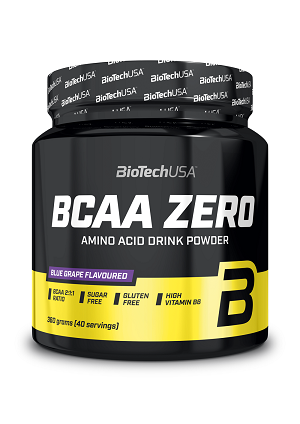 BioTechUSA
BioTechUSA
BCAA ZERO
AMINO ACID DRINK POWDER
BLUE GRAPE FLAVOURED
BCAA 2:1:1 RATIO
SUGAR FREE
GLUTEN FREE
HIGH VITAMIN B6
360 grams (40 servings)
B